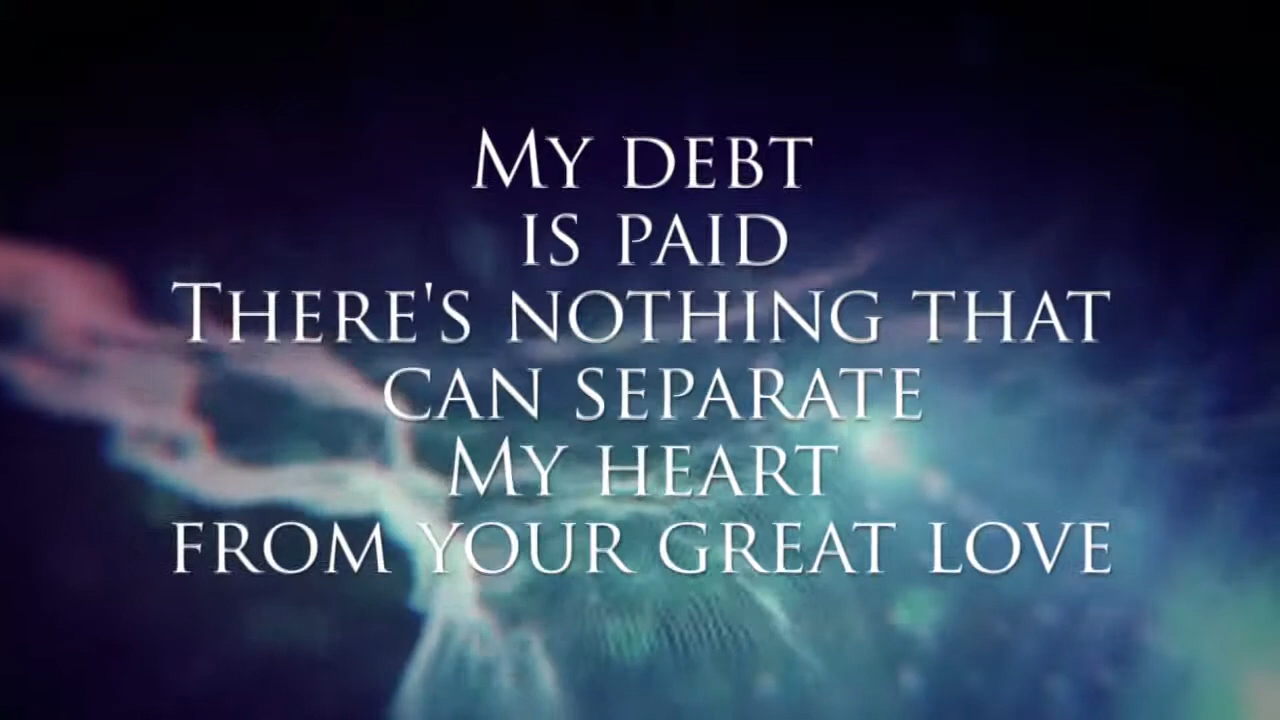 My debt
is paid
There's nothing that
can separate
My heart
from your great love